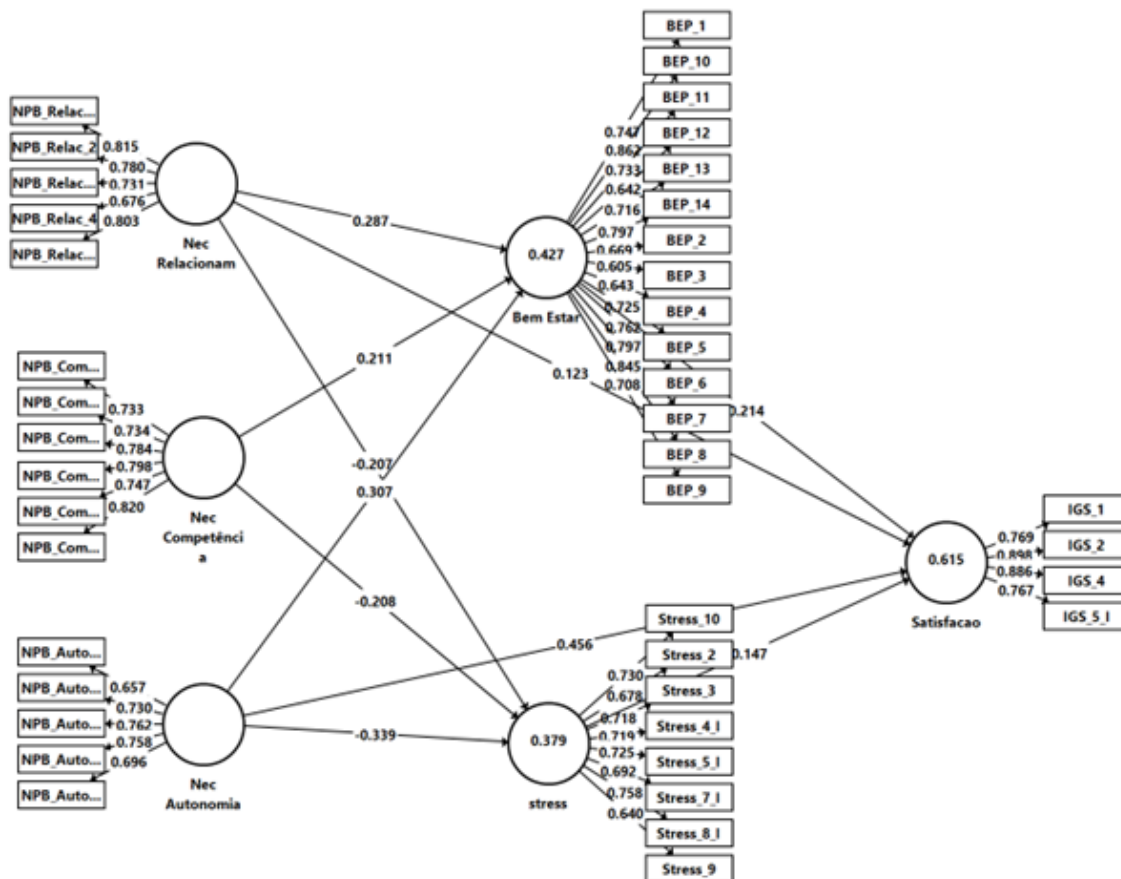 BEP_1
BEP_10
BEP_11
BEP_12
BEP_13
BEP_14
BEP_2
BEP_3
BEP_4
BEP_5
BEP_6
BEP_7
BEP_8
BEP_9
0.747
0.862
0.733
0.642
0.716
0.797
0.669
0.605
0.643
0.725
0.762
0.797
0.845
0.708
NPB_Relac...
NPB_Relac_2
NPB_Relac...
NPB_Relac_4
NPB_Relac...
0.815
0.780
0.731
0.676
0.803
Nec
Relacionam
0.287
0.427
Bem Estar
NPB_Com...
NPB_Com...
NPB_Com...
NPB_Com...
NPB_Com...
NPB_Com...
0.733
0.734
0.784
0.798
0.747
0.820
Nec
Competênci
a
0.211
0.123
0.214
-0.207
0.307
-0.208
NPB_Auto...
NPB_Auto...
NPB_Auto...
NPB_Auto...
NPB_Auto...
0.657
0.730
0.762
0.758
0.696
Nec
Autonomia
0.456
-0.339
0.379
stress
0.730
0.678
0.718
0.719
0.725
0.692
0.758
0.640
Stress_10
Stress_2
Stress_3
Stress_4_I
Stress_5_I
Stress_7_I
Stress_8_I
Stress_9
0.147
0.615
Satisfacao
0.769
0.898
0.886
0.767
IGS_1
IGS_2
IGS_4
IGS_5_I